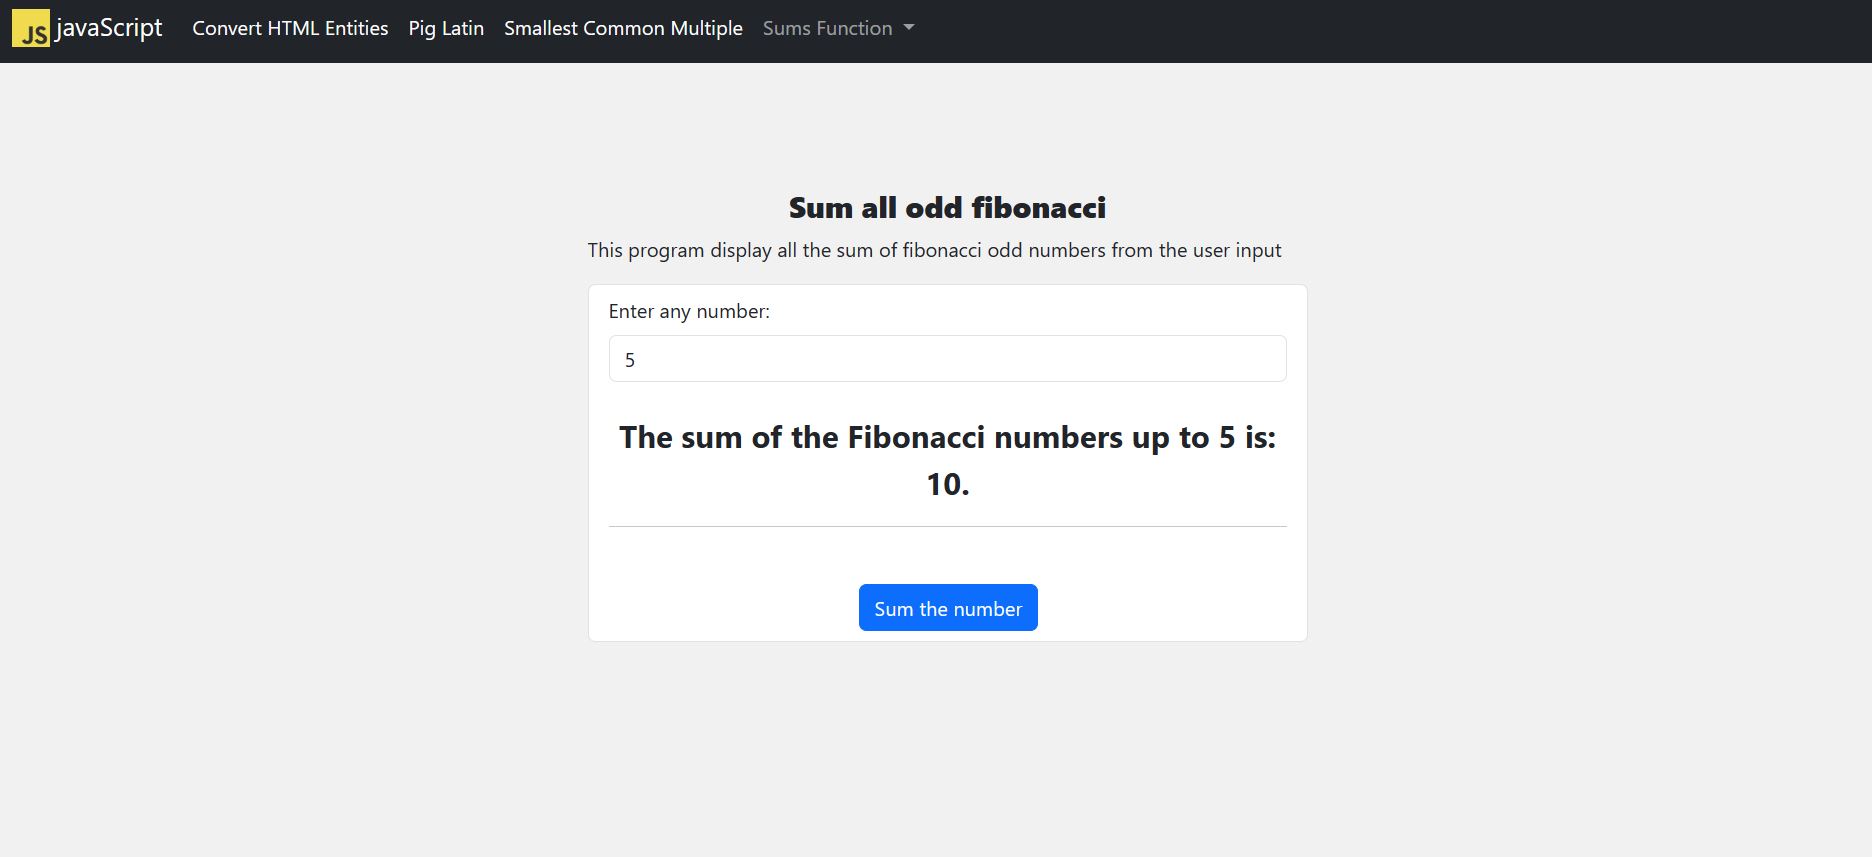 JS javaScript Convert HTML Entities Pig Latin Smallest Common Multiple Sums Function
Sum all odd fibonacci
This program display all the sum of fibonacci odd numbers from the user input
Enter any number:
5
The sum of the Fibonacci numbers up to 5 is:
10.
Sum the number